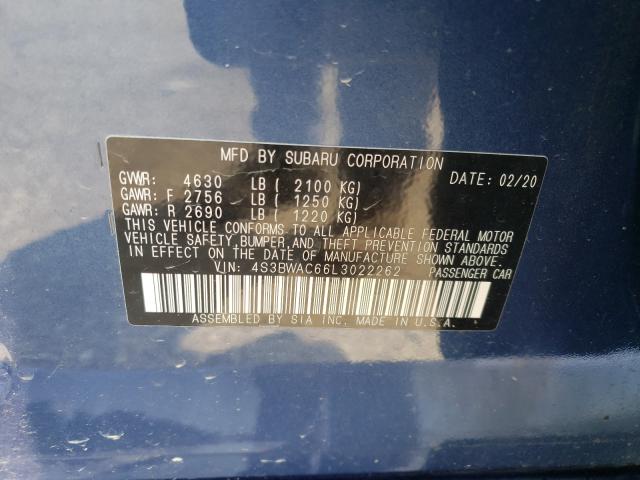 MFD BY SUBARU CORPORATION DATE: 02/20
GVWR: 4630 LB ( 2100 KG)
GAWR: F 2756 LB ( 1250 KG)
GAWR: R 2690 LB ( 1220 KG)
THIS VEHICLE CONFORMS TO ALL APPLICABLE FEDERAL MOTOR
VEHICLE SAFETY, BUMPER, AND THEFT PREVENTION STANDARDS
IN EFFECT ON THE DATE OF MANUFACTURE SHOWN ABOVE.
VIN: 4S3BWAC66L3022262 PASSENGER CAR
ASSEMBLED BY SIA INC. MADE IN U.S.A.